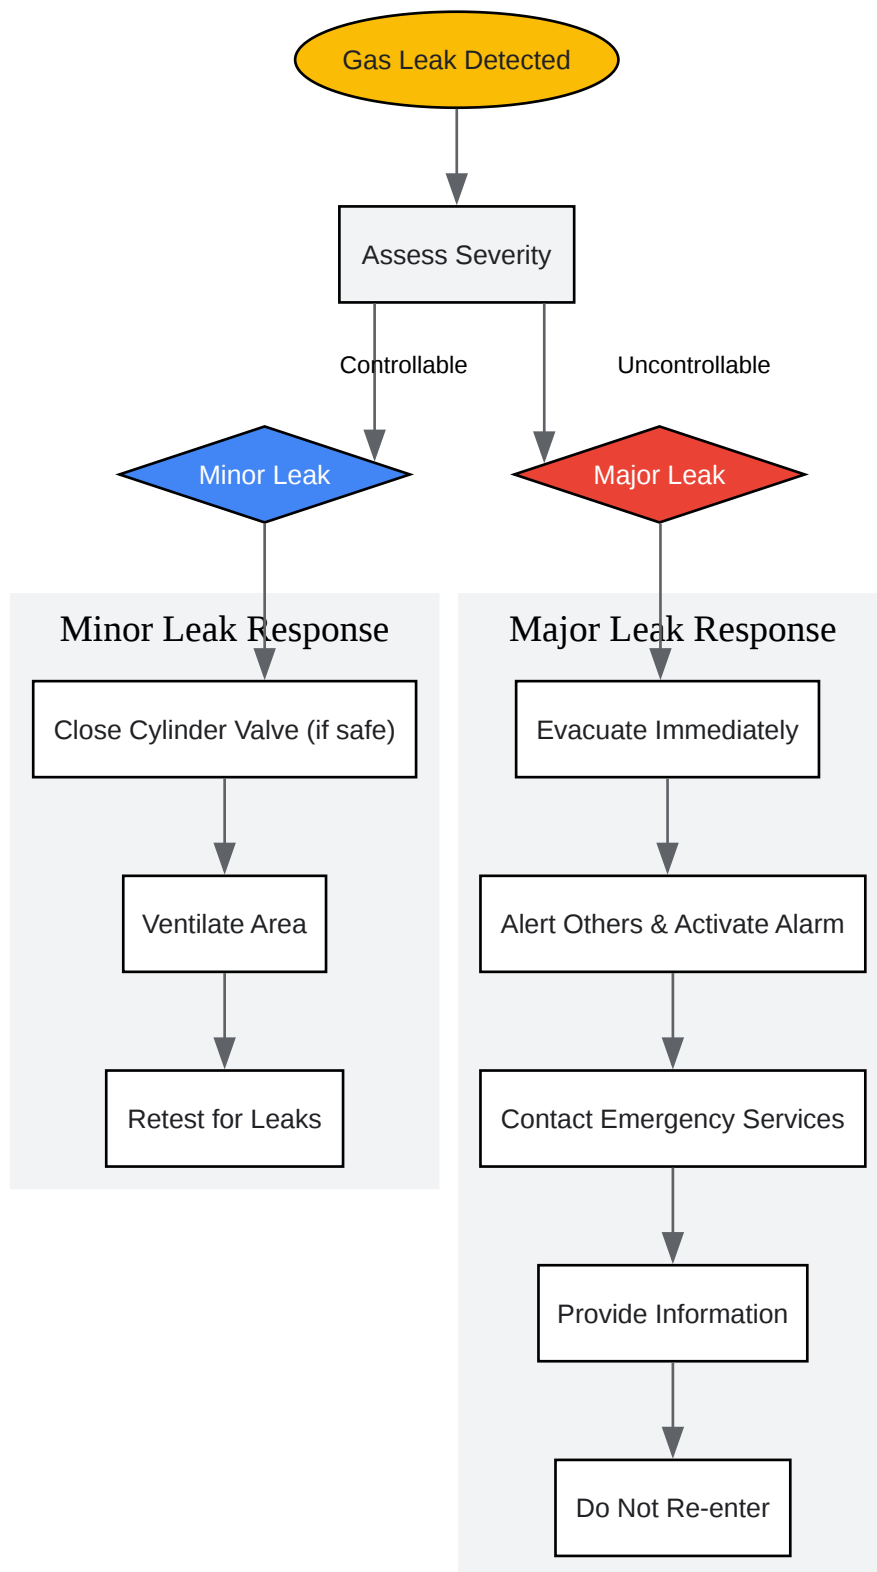 Gas Leak Detected
Assess Severity
Controllable
Uncontrollable
Minor Leak
Major Leak
Minor Leak Response
Close Cylinder Valve (if safe)
Ventilate Area
Retest for Leaks
Major Leak Response
Evacuate Immediately
Alert Others & Activate Alarm
Contact Emergency Services
Provide Information
Do Not Re-enter